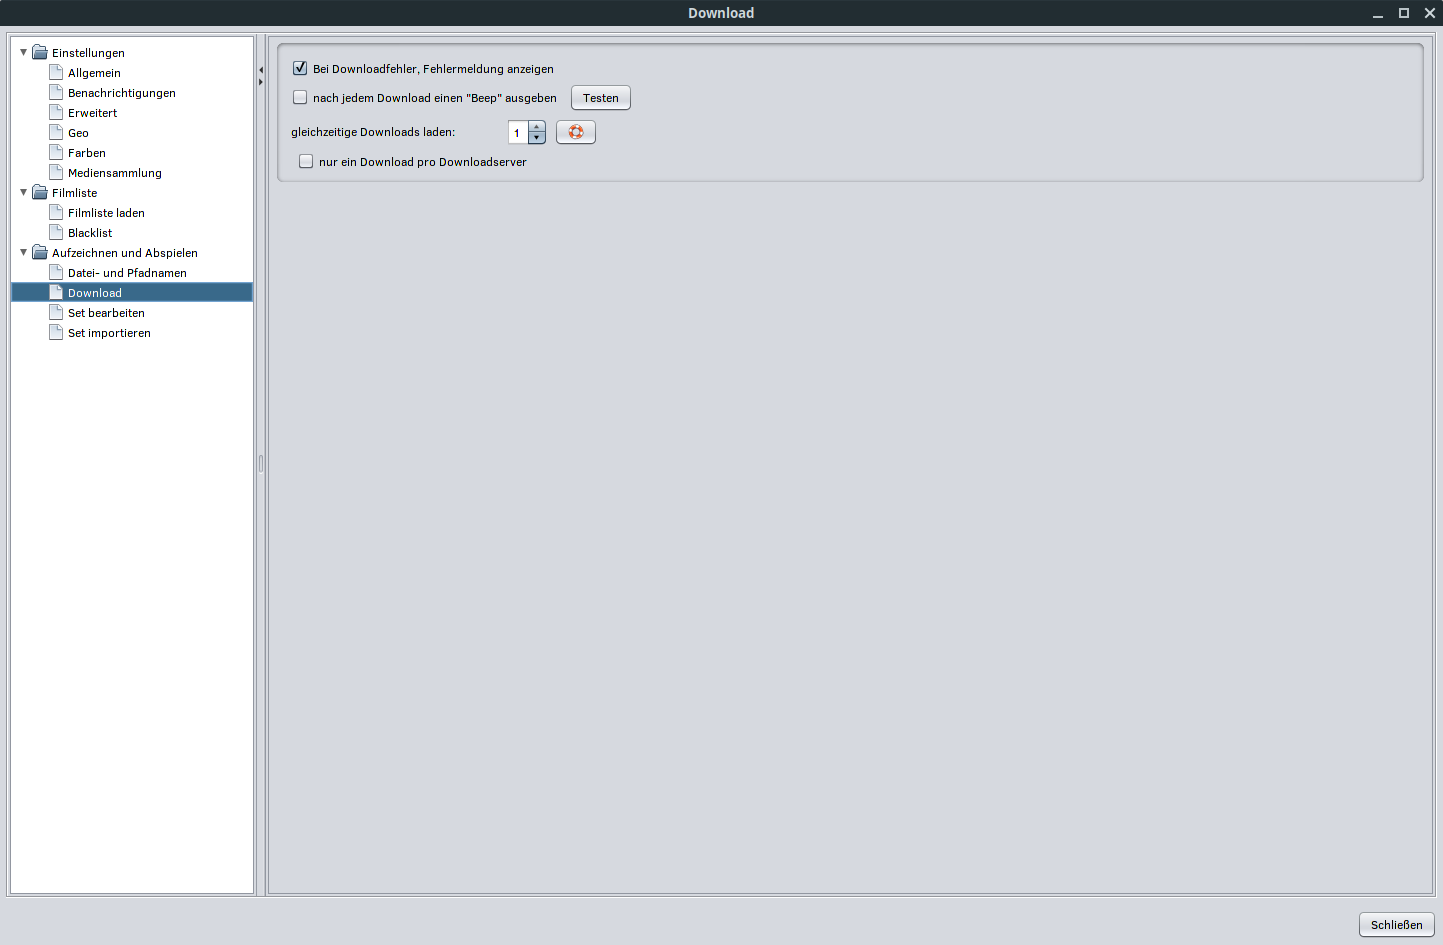 Download
Einstellungen
Allgemein
Benachrichtigungen
Erweitert
Geo
Farben
Mediensammlung
Filmliste
Filmliste laden
Blacklist
Aufzeichnen und Abspielen
Datei- und Pfadnamen
Download
Set bearbeiten
Set importieren
Bei Downloadfehler, Fehlermeldung anzeigen
nach jedem Download einen "Beep" ausgeben Testen
gleichzeitige Downloads laden: 1
nur ein Download pro Downloadserver
Schließen